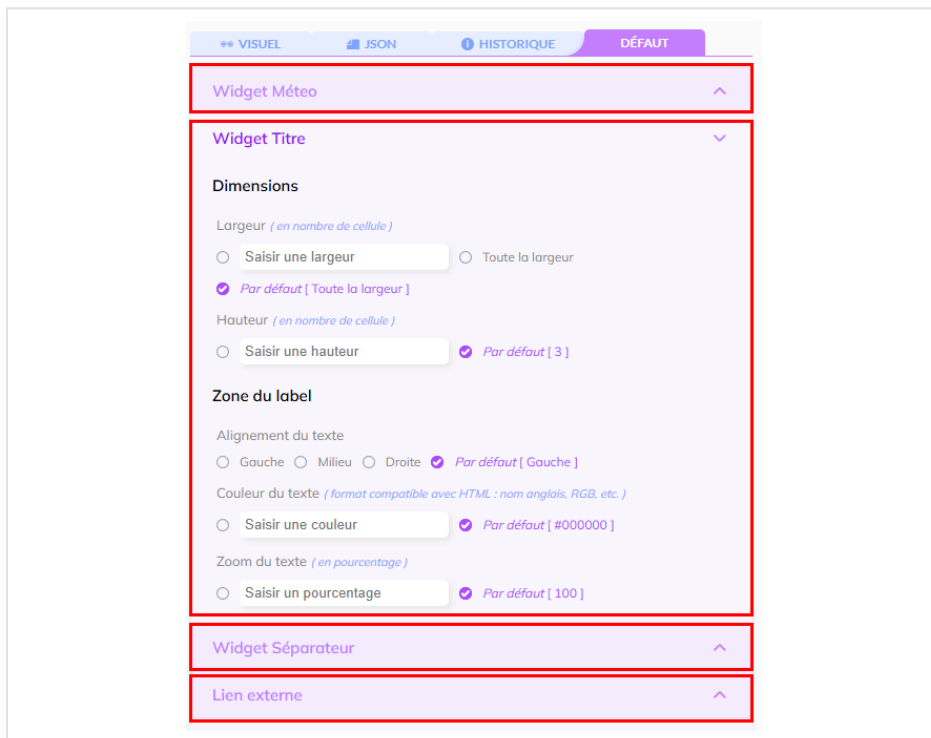 VISUEL JSON HISTORIQUE DÉFAUT
Widget Méteo
Widget Titre
Dimensions
Largeur ( en nombre de cellule )
Saisir une largeur Toute la largeur
Par défaut [ Toute la largeur ]
Hauteur ( en nombre de cellule )
Saisir une hauteur Par défaut [ 3 ]
Zone du label
Alignement du texte
Gauche Milieu Droite Par défaut [ Gauche ]
Couleur du texte ( format compatible avec HTML : nom anglais, RGB, etc. )
Saisir une couleur Par défaut [ #000000 ]
Zoom du texte ( en pourcentage )
Saisir un pourcentage Par défaut [ 100 ]
Widget Séparateur
Lien externe